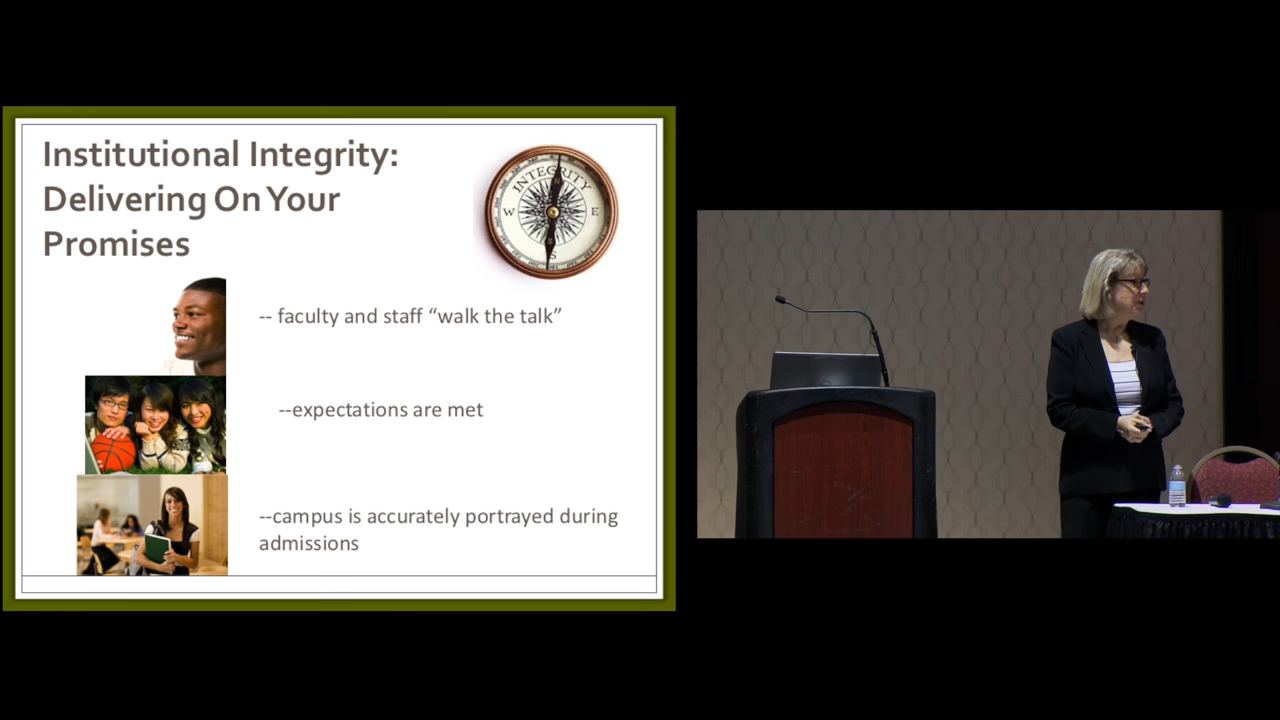 Institutional Integrity:
Delivering On Your
Promises
INTEGRITY
N
W
E
S
-- faculty and staff “walk the talk”
--expectations are met
--campus is accurately portrayed during
admissions